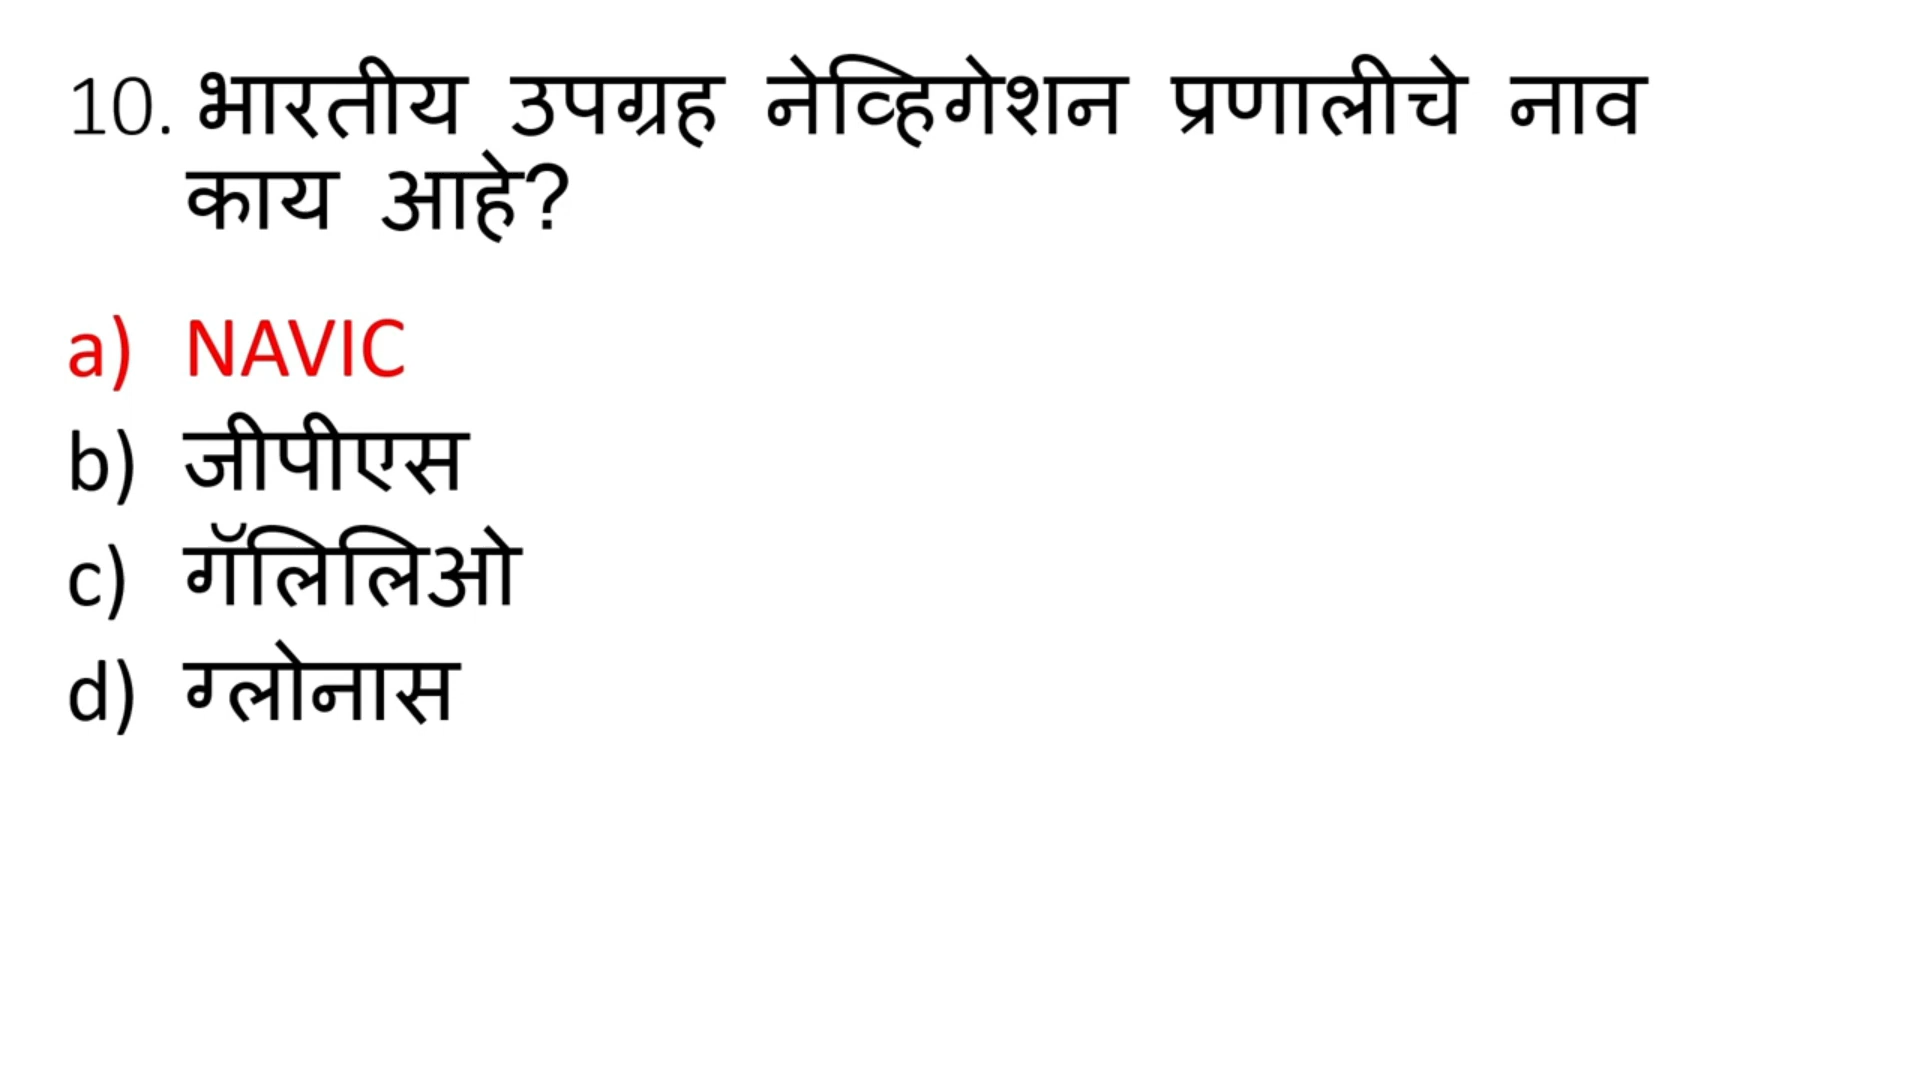 10. भारतीय उपग्रह नेव्हिगेशन प्रणालीचे नाव
काय आहे?
a) NAVIC
b) जीपीएस
c) गॅलिलिओ
d) ग्लोनास